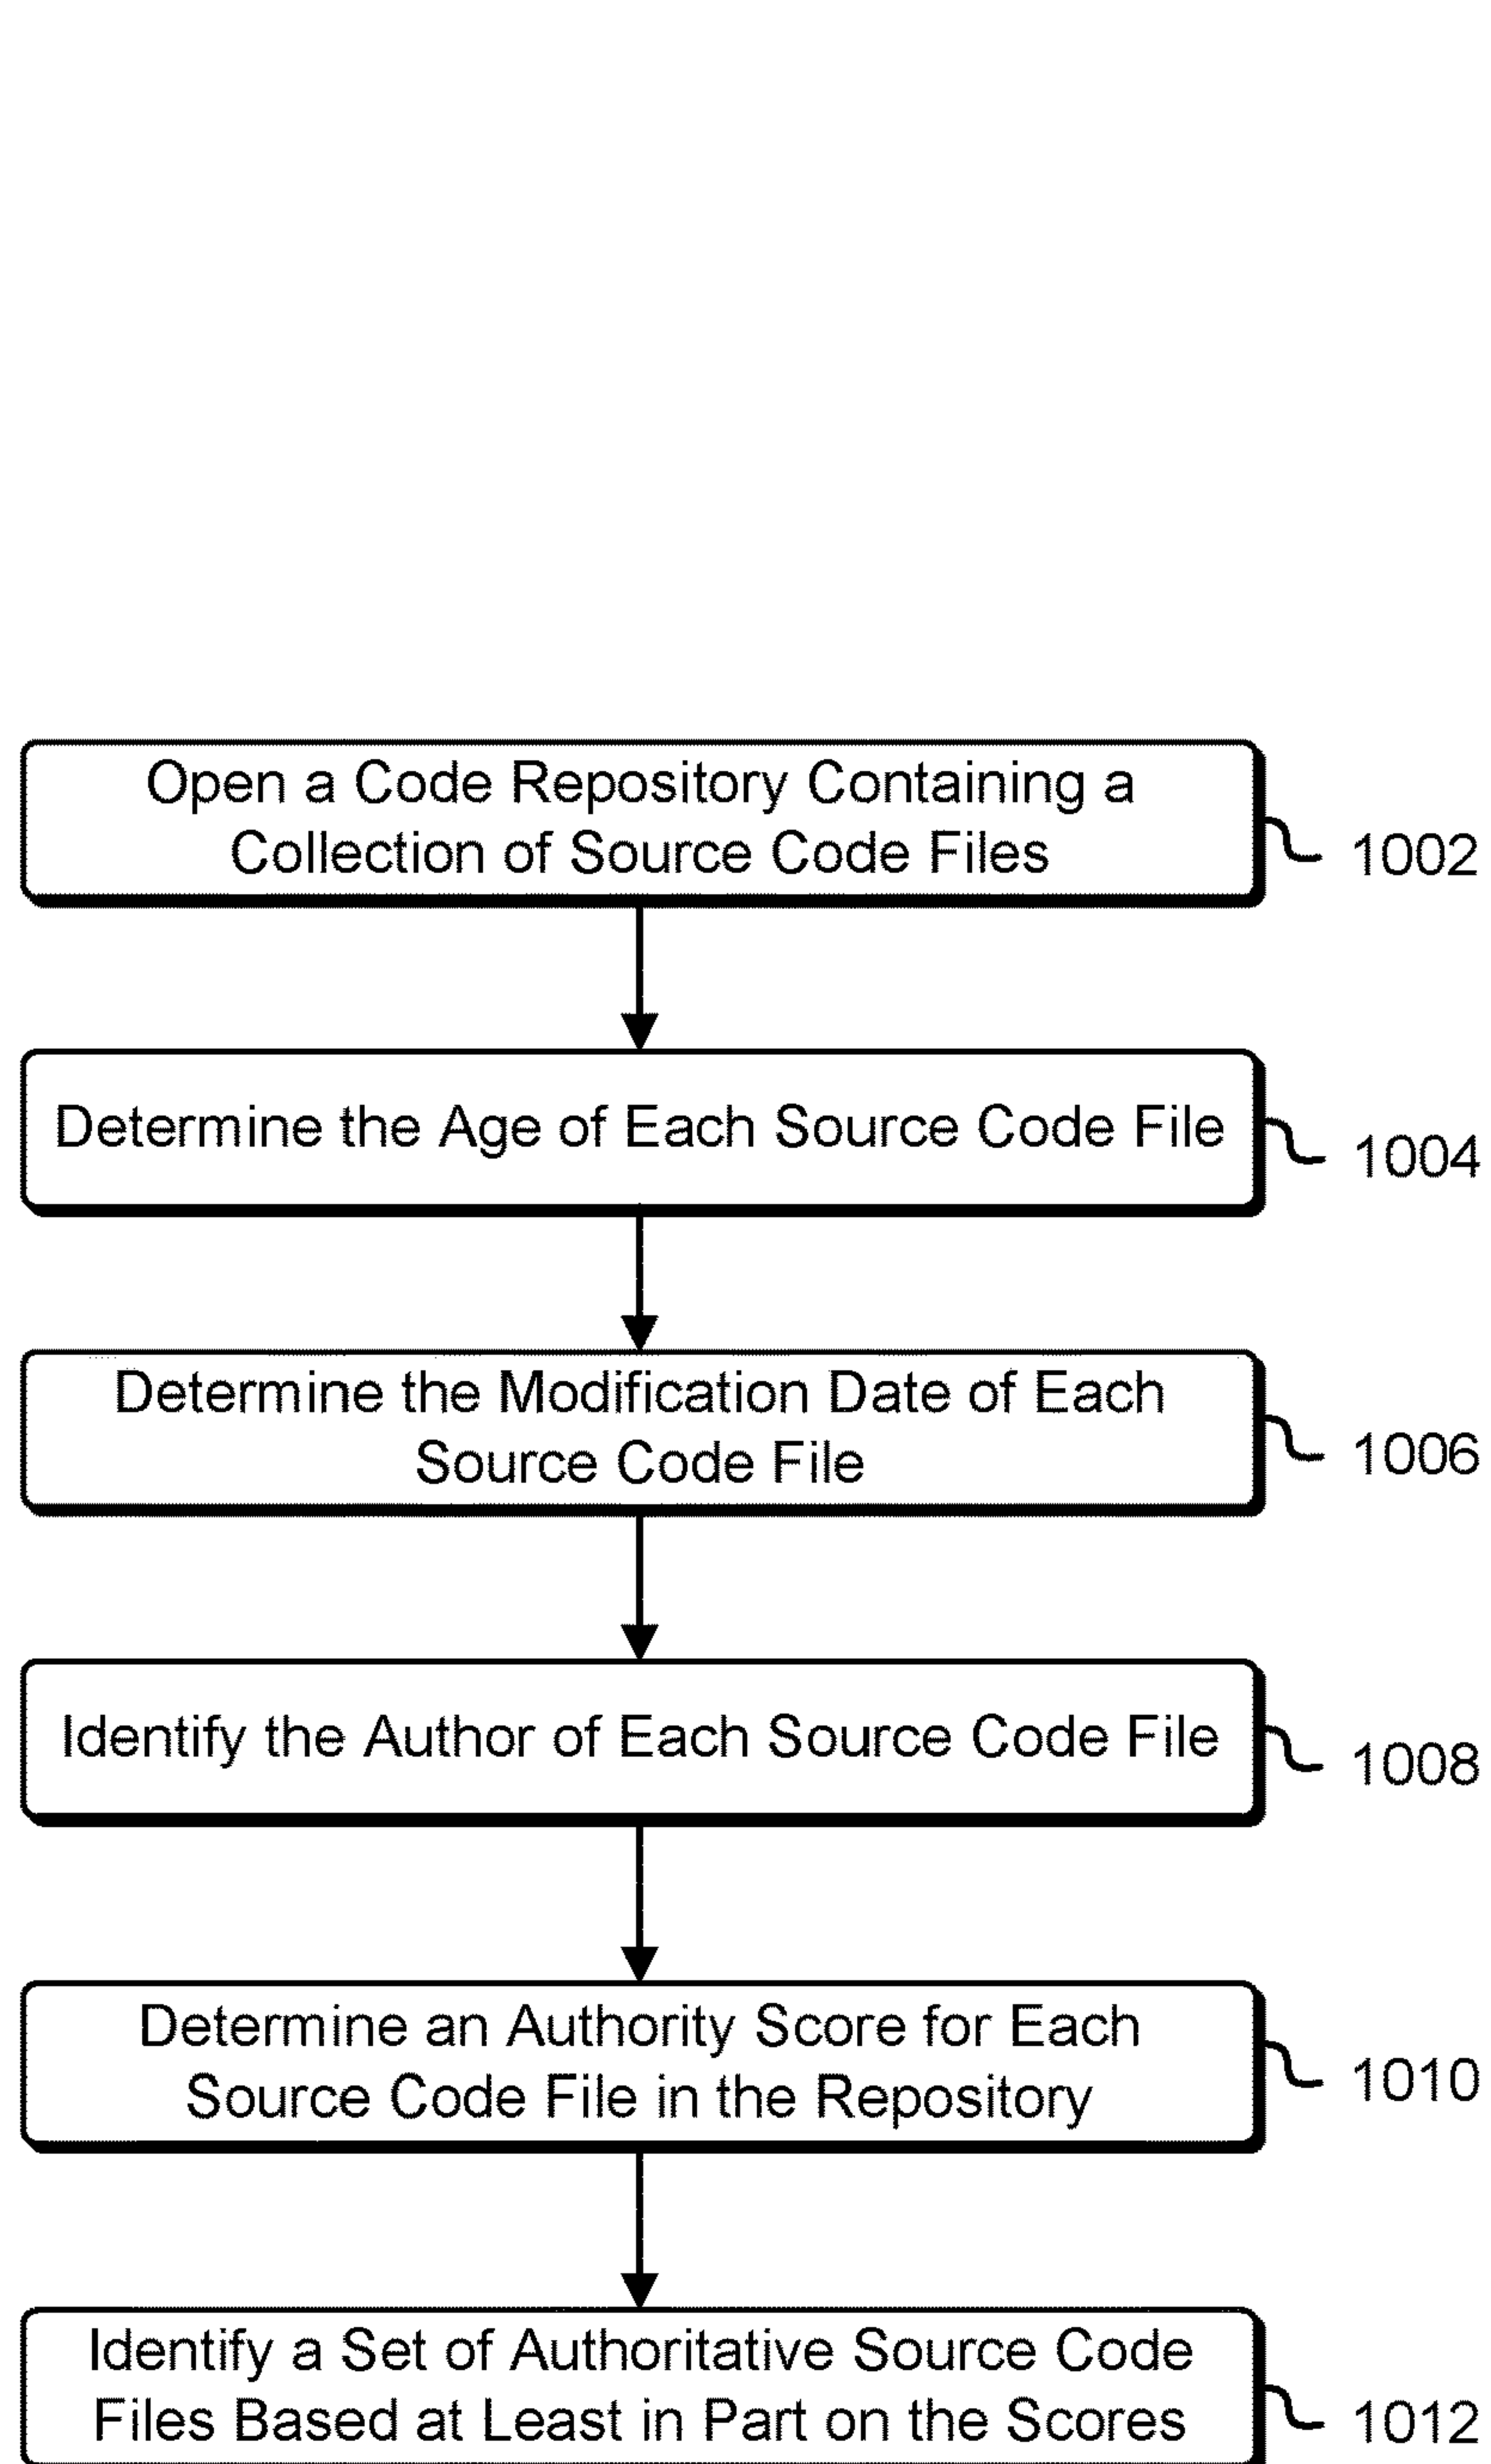 Open a Code Repository Containing a
Collection of Source Code Files
1002
Determine the Age of Each Source Code File
1004
Determine the Modification Date of Each
Source Code File
1006
Identify the Author of Each Source Code File
1008
Determine an Authority Score for Each
Source Code File in the Repository
1010
Identify a Set of Authoritative Source Code
Files Based at Least in Part on the Scores
1012